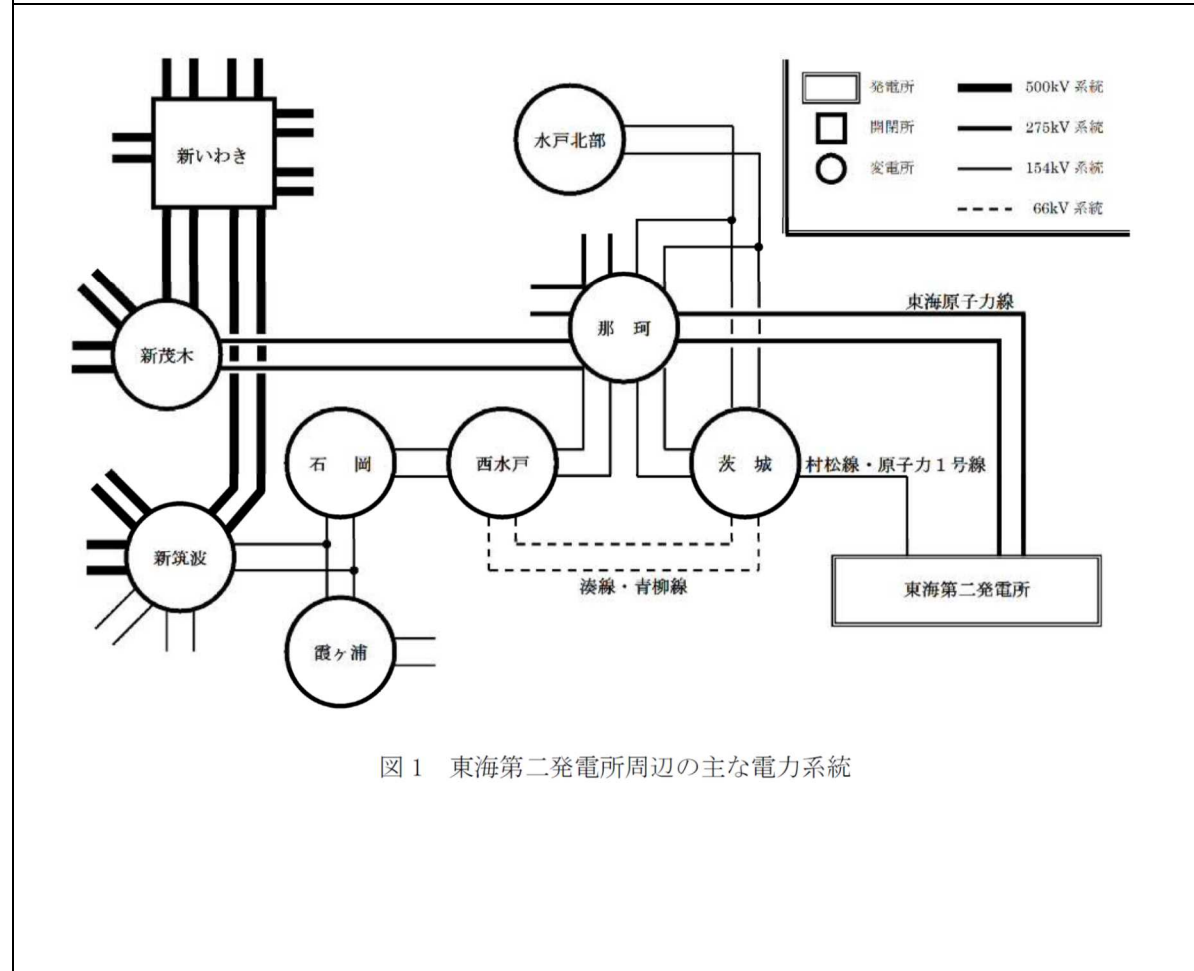 新いわき
水戸北部
発電所
500kV 系統
開閉所
275kV 系統
変電所
154kV 系統
66kV 系統
東海原子力線
那　珂
新茂木
石　岡
西水戸
茨　城
村松線・原子力１号線
新筑波
湊線・青柳線
東海第二発電所
霞ヶ浦
図 1　東海第二発電所周辺の主な電力系統